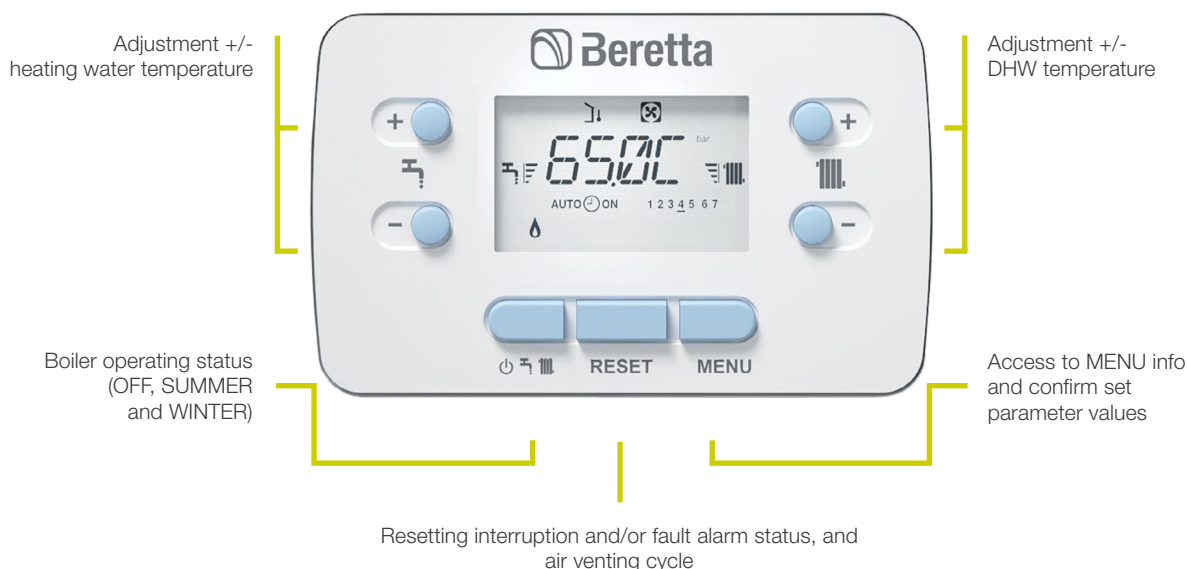 Adjustment +/-
heating water temperature
Beretta
Adjustment +/-
DHW temperature
+
+
bar
65.0C
AUTO ON 1 2 3 4 5 6 7
-
-
RESET
MENU
Boiler operating status
(OFF, SUMMER
and WINTER)
Access to MENU info
and confirm set
parameter values
Resetting interruption and/or fault alarm status, and
air venting cycle